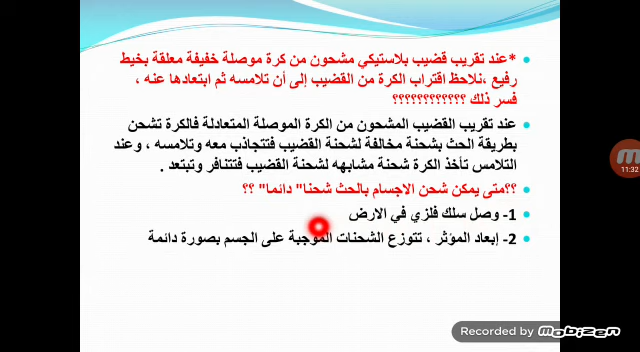 *عند تقريب قضيب بلاستيكي مشحون من كرة موصلة خفيفة معلقة بخيط
رفيع ،نلاحظ اقتراب الكرة من القضيب إلى أن تلامسه ثم ابتعادها عنه ،
فسر ذلك ؟؟؟؟؟؟؟؟؟؟؟؟
عند تقريب القضيب المشحون من الكرة الموصلة المتعادلة فالكرة تشحن
بطريقة الحث بشحنة مخالفة لشحنة القضيب فتتجاذب معه وتلامسه ، وعند
التلامس تأخذ الكرة شحنة مشابهه لشحنة القضيب فتتنافر وتبتعد .
؟؟متى يمكن شحن الاجسام بالحث شحنا" دائما" ؟؟
1- وصل سلك فلزي في الارض
2- إبعاد المؤثر ، تتوزع الشحنات الموجبة على الجسم بصورة دائمة
11:32
Recorded by Mobizen